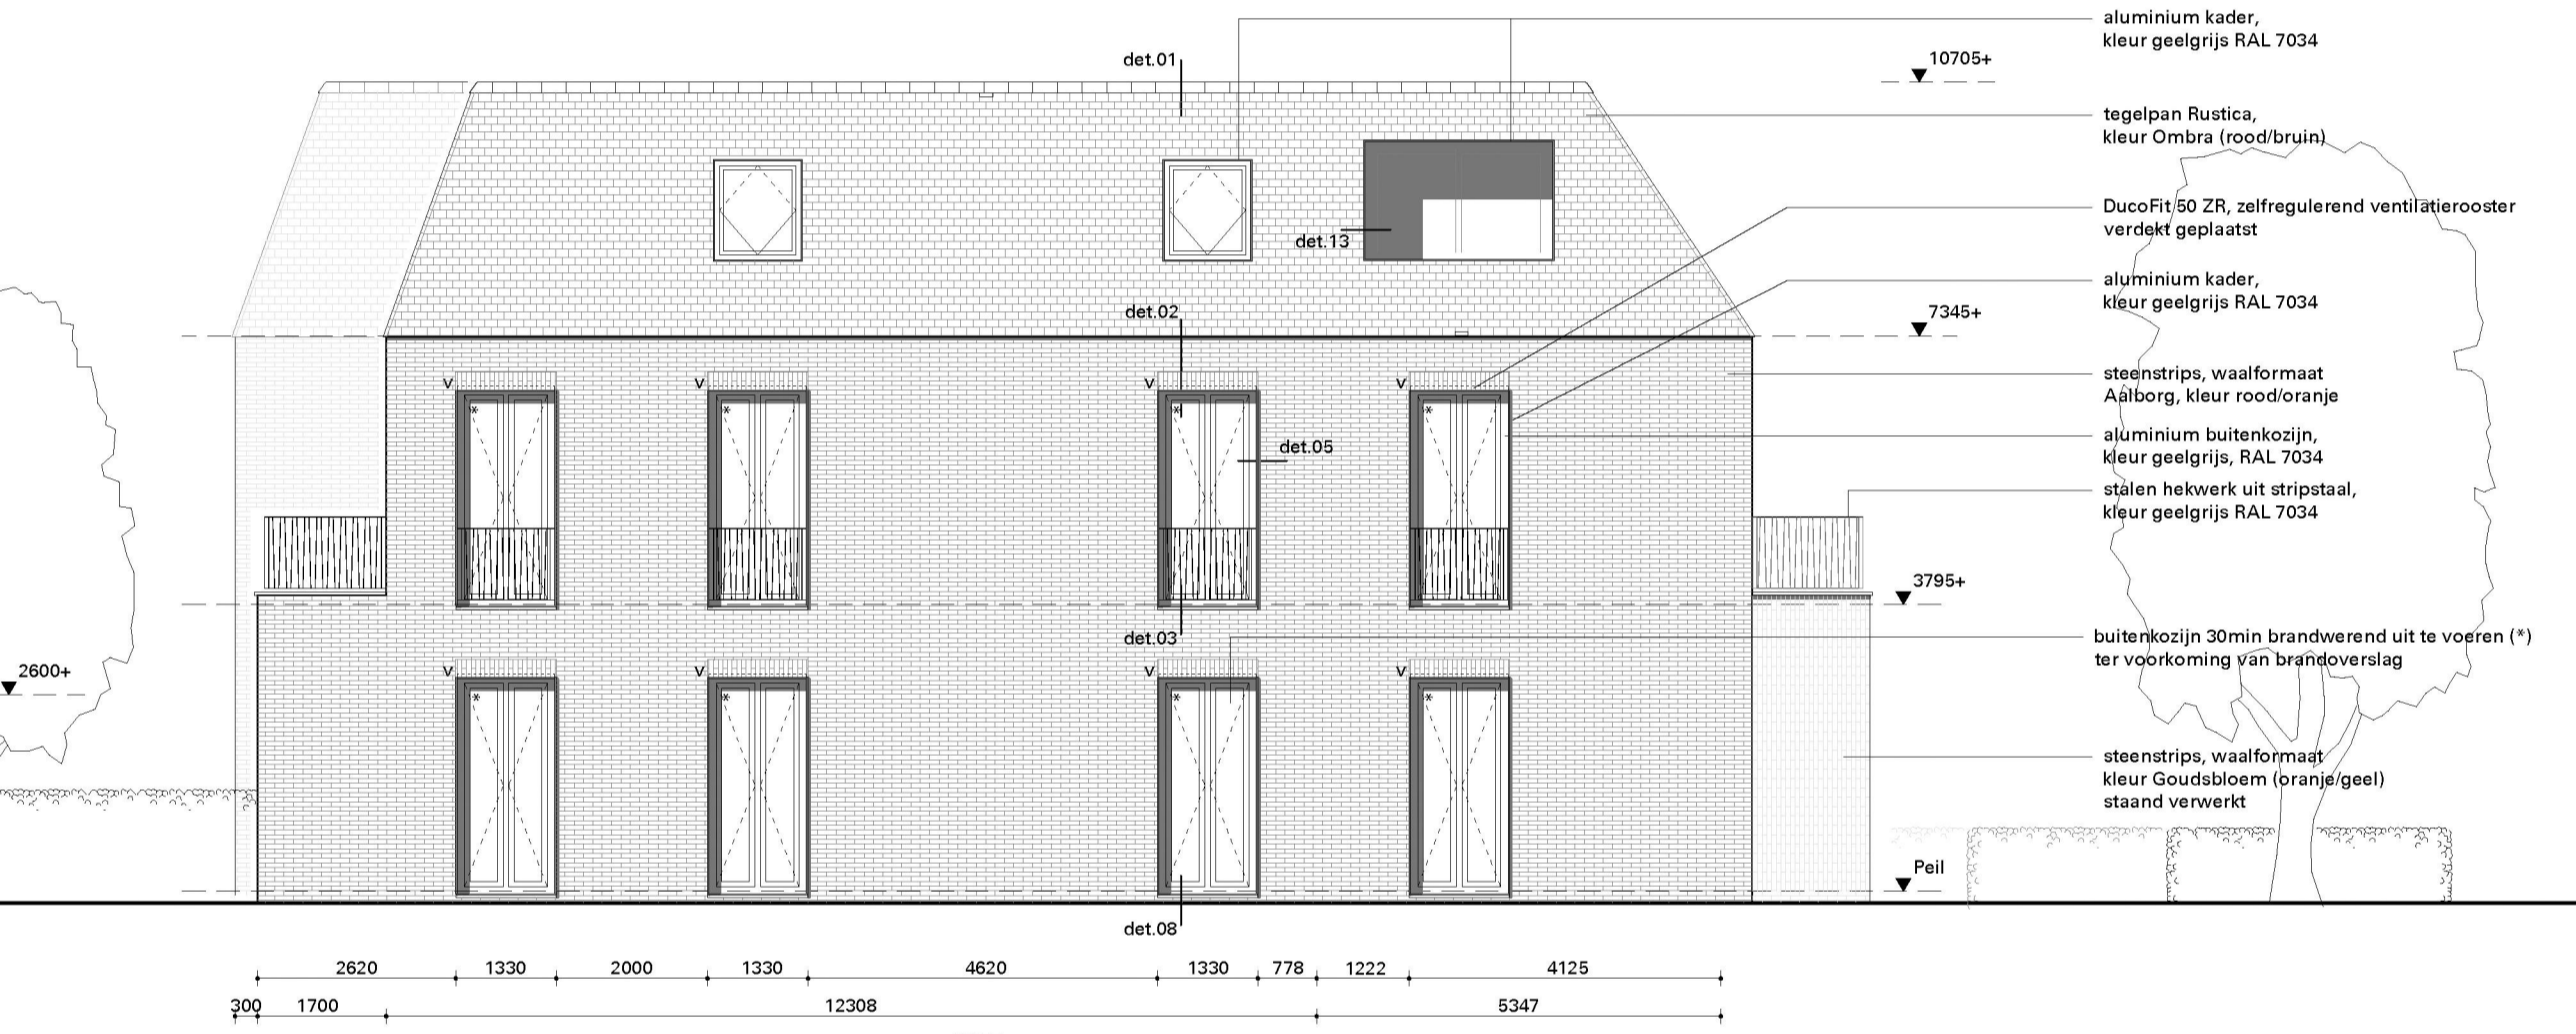 aluminium kader,
kleur geelgrijs RAL 7034
det.01
10705+
tegelpan Rustica,
kleur Ombra (rood/bruin)
DucoFit 50 ZR, zelfregulerend ventilatierooster
verdekt geplaatst
det.13
aluminium kader,
kleur geelgrijs RAL 7034
det.02
7345+
steenstrips, waalformaat
Aalborg, kleur rood/oranje
V V V V
* * * *
aluminium buitenkozijn,
kleur geelgrijs, RAL 7034
det.05
stalen hekwerk uit stripstaal,
kleur geelgrijs RAL 7034
3795+
det.03
buitenkozijn 30min brandwerend uit te voeren (*)
ter voorkoming van brandoverslag
2600+
V V V V
* * * *
steenstrips, waalformaat
kleur Goudsbloem (oranje/geel)
staand verwerkt
Peil
det.08
2620 1330 2000 1330 4620 1330 778 1222 4125
300 1700 12308 5347